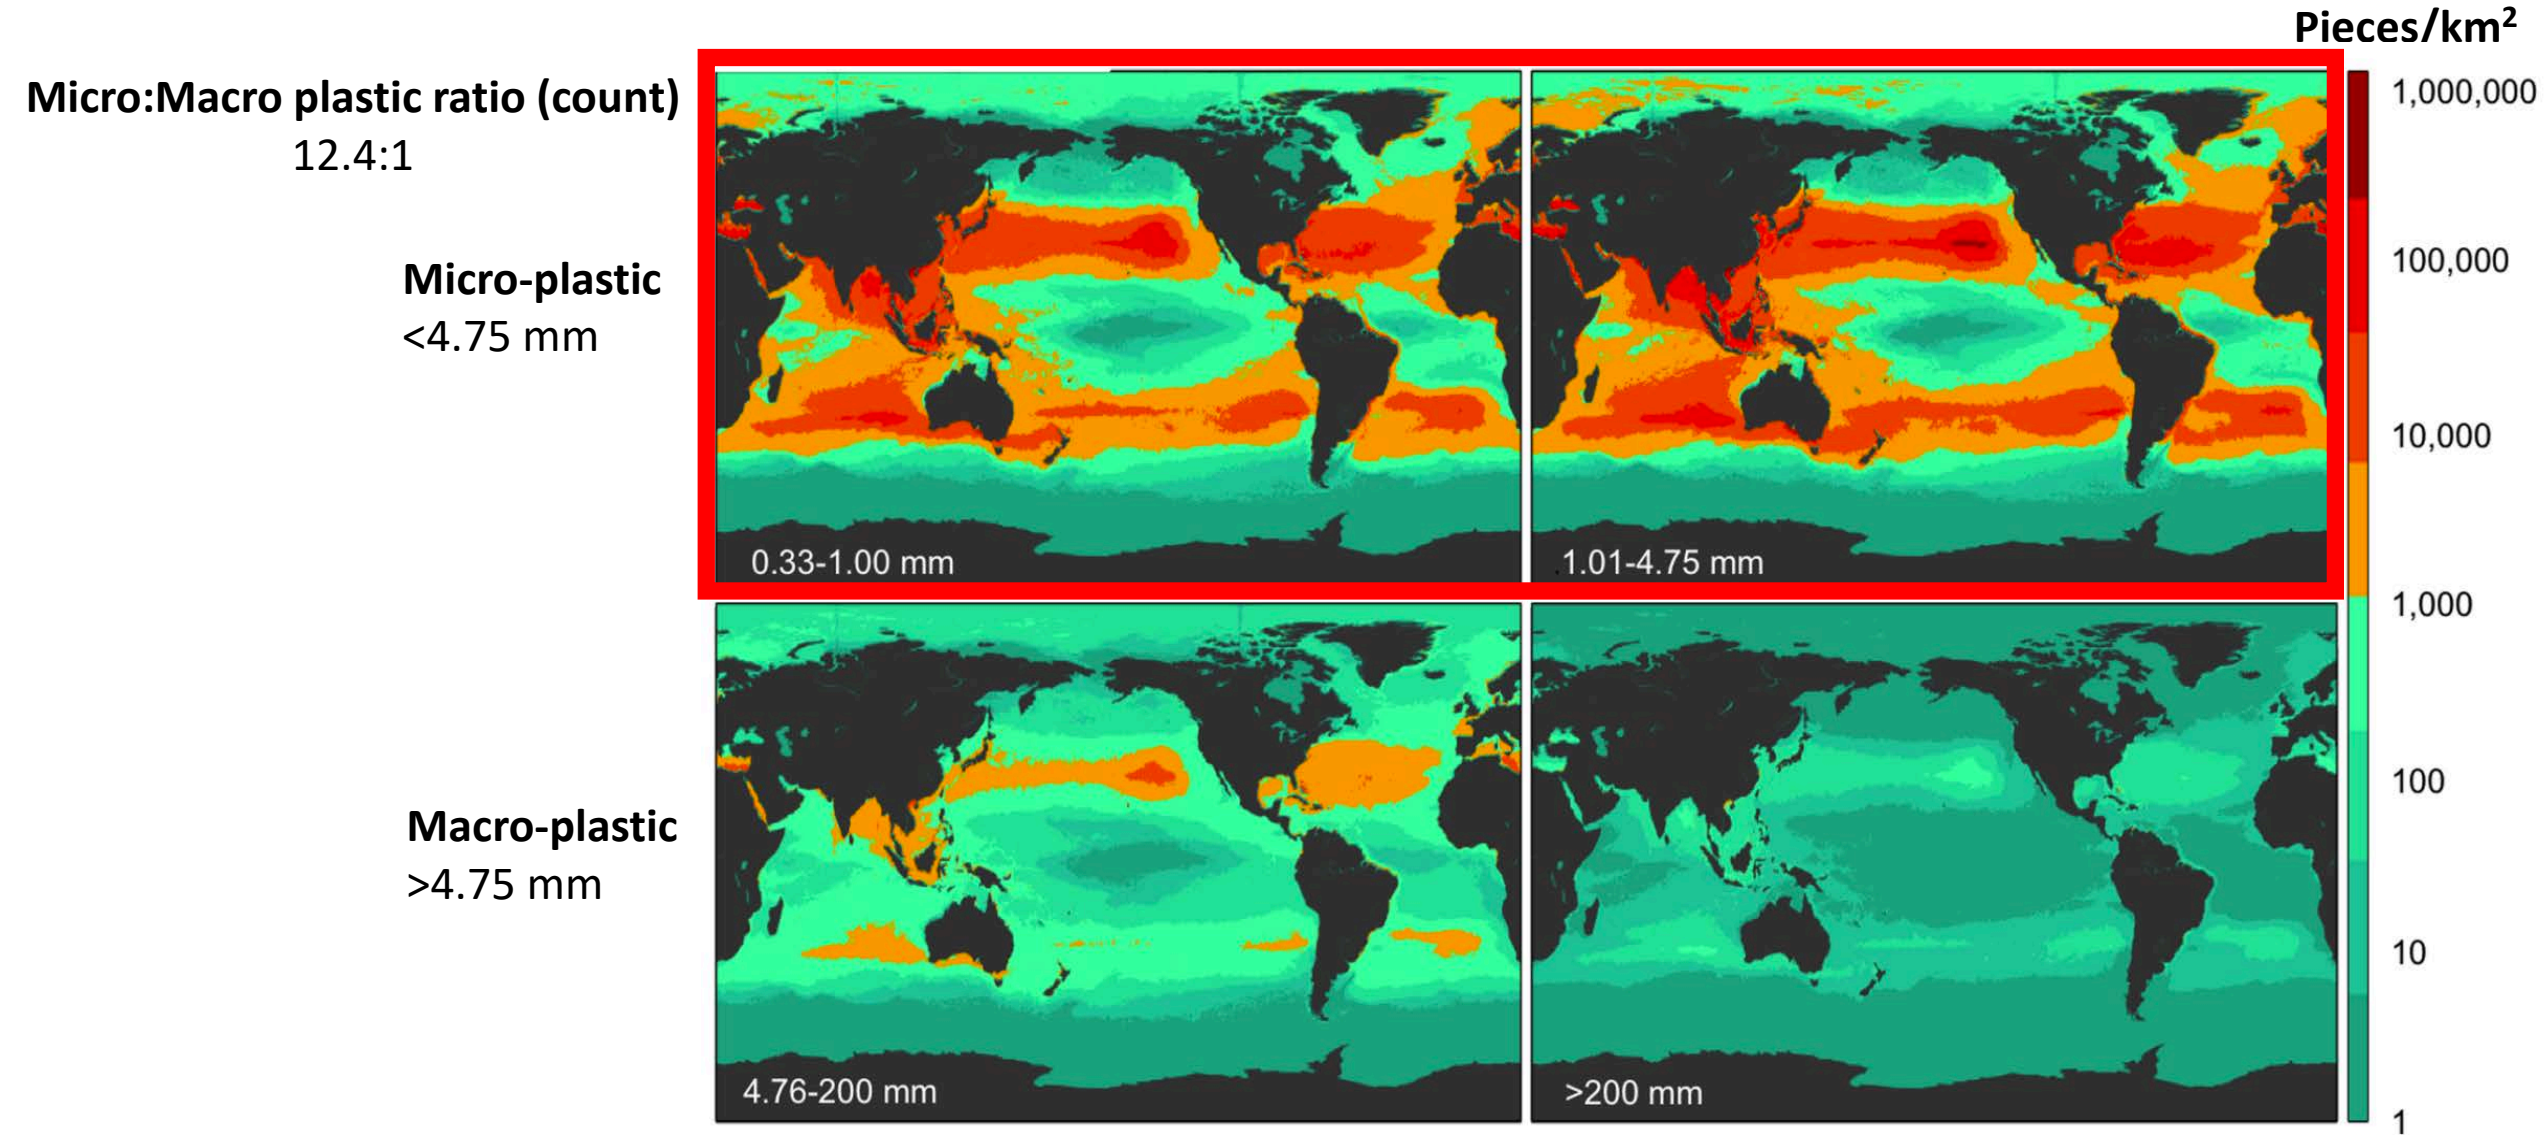 Pieces/km²
Micro:Macro plastic ratio (count)
12.4:1
Micro-plastic
<4.75 mm
0.33-1.00 mm
1.01-4.75 mm
Macro-plastic
>4.75 mm
4.76-200 mm
>200 mm
1,000,000
100,000
10,000
1,000
100
10
1